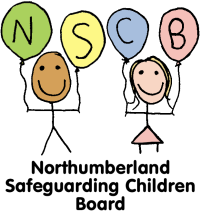 N S C B
Northumberland
Safeguarding Children
Board